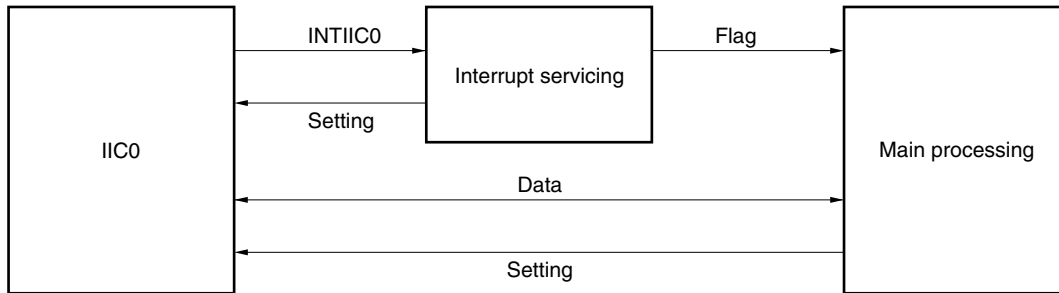 INTIIC0
Flag
Interrupt servicing
Setting
IIC0
Main processing
Data
Setting